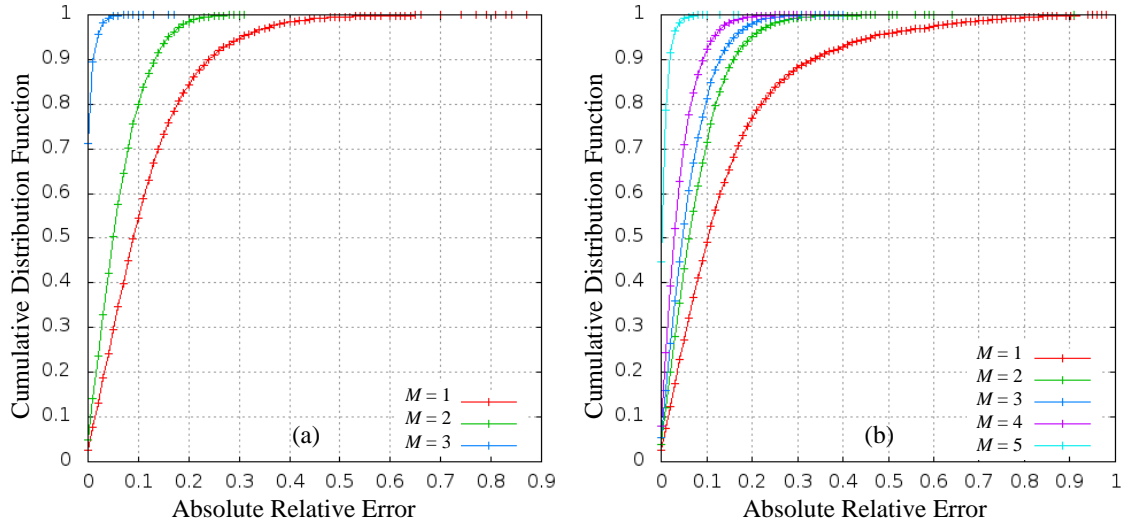 Cumulative Distribution Function
1
0.9
0.8
0.7
0.6
0.5
0.4
0.3
0.2
0.1
0
M = 1
M = 2
M = 3
(a)
0 0.1 0.2 0.3 0.4 0.5 0.6 0.7 0.8 0.9
Absolute Relative Error
Cumulative Distribution Function
1
0.9
0.8
0.7
0.6
0.5
0.4
0.3
0.2
0.1
0
M = 1
M = 2
M = 3
M = 4
M = 5
(b)
0 0.1 0.2 0.3 0.4 0.5 0.6 0.7 0.8 0.9 1
Absolute Relative Error